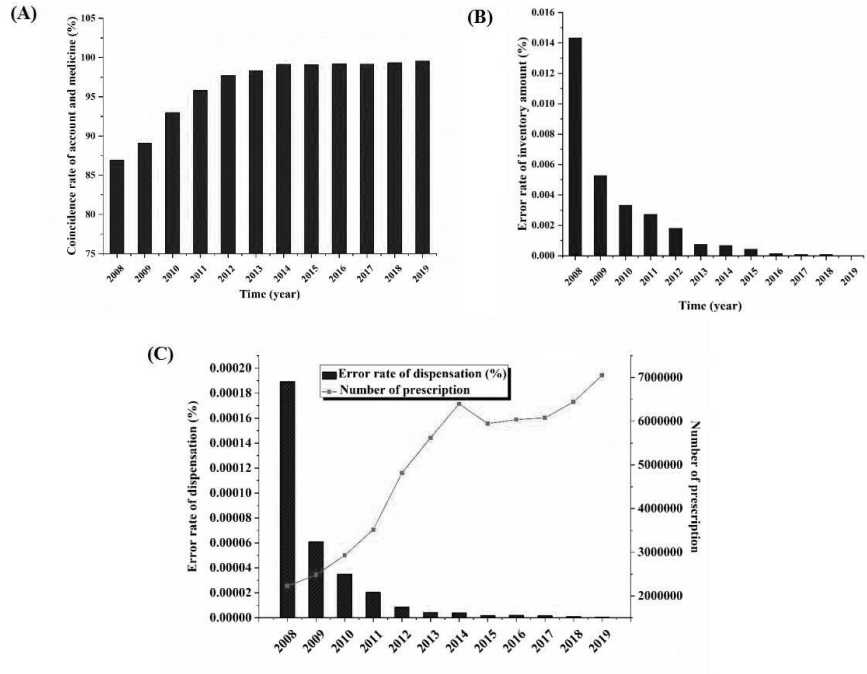 (A)
105
100
95
90
85
80
75
Coincidence rate of account and medicine (%)
2008 2009 2010 2011 2012 2013 2014 2015 2016 2017 2018 2019
Time (year)
(B)
0.016
0.014
0.012
0.010
0.008
0.006
0.004
0.002
0.000
Error rate of inventory amount (%)
2008 2009 2010 2011 2012 2013 2014 2015 2016 2017 2018 2019
Time (year)
(C)
Error rate of dispensation (%)
Number of prescription
0.00020
0.00018
0.00016
0.00014
0.00012
0.00010
0.00008
0.00006
0.00004
0.00002
0.00000
Error rate of dispensation (%)
7000000
6000000
5000000
4000000
3000000
2000000
Number of prescription
2008 2009 2010 2011 2012 2013 2014 2015 2016 2017 2018 2019